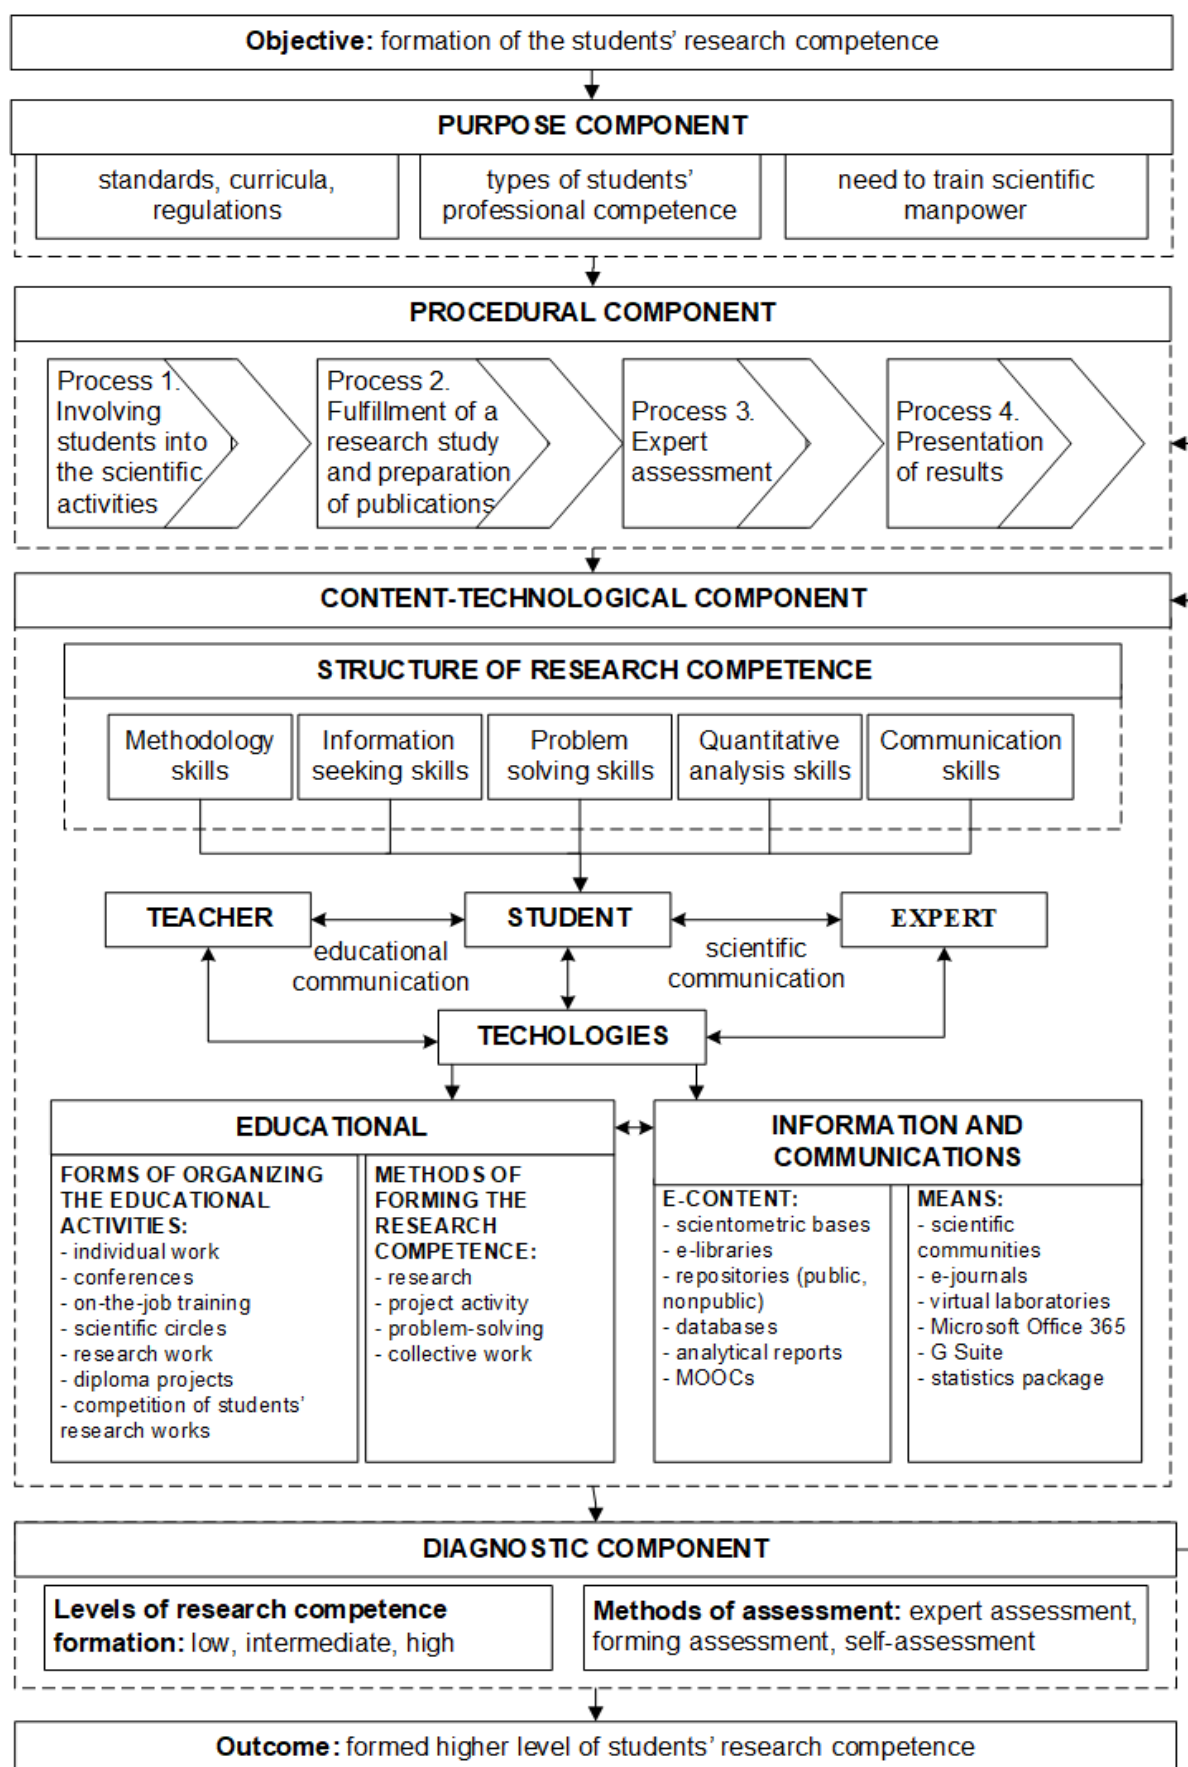 Objective: formation of the students' research competence
PURPOSE COMPONENT
standards, curricula,
regulations
types of students'
professional competence
need to train scientific
manpower
PROCEDURAL COMPONENT
Process 1.
Involving
students into
the scientific
activities
Process 2.
Fulfillment of a
research study
and preparation
of publications
Process 3.
Expert
assessment
Process 4.
Presentation
of results
CONTENT-TECHNOLOGICAL COMPONENT
STRUCTURE OF RESEARCH COMPETENCE
Methodology
skills
Information
seeking skills
Problem
solving skills
Quantitative
analysis skills
Communication
skills
TEACHER
STUDENT
EXPERT
educational
communication
scientific
communication
TECHOLOGIES
EDUCATIONAL
FORMS OF ORGANIZING
THE EDUCATIONAL
ACTIVITIES:
- individual work
- conferences
- on-the-job training
- scientific circles
- research work
- diploma projects
- competition of students'
research works
METHODS OF
FORMING THE
RESEARCH
COMPETENCE:
- research
- project activity
- problem-solving
- collective work
INFORMATION AND
COMMUNICATIONS
E-CONTENT:
- scientometric bases
- e-libraries
- repositories (public,
nonpublic)
- databases
- analytical reports
- MOOCs
MEANS:
- scientific
communities
- e-journals
- virtual laboratories
- Microsoft Office 365
- G Suite
- statistics package
DIAGNOSTIC COMPONENT
Levels of research competence
formation: low, intermediate, high
Methods of assessment: expert assessment,
forming assessment, self-assessment
Outcome: formed higher level of students' research competence